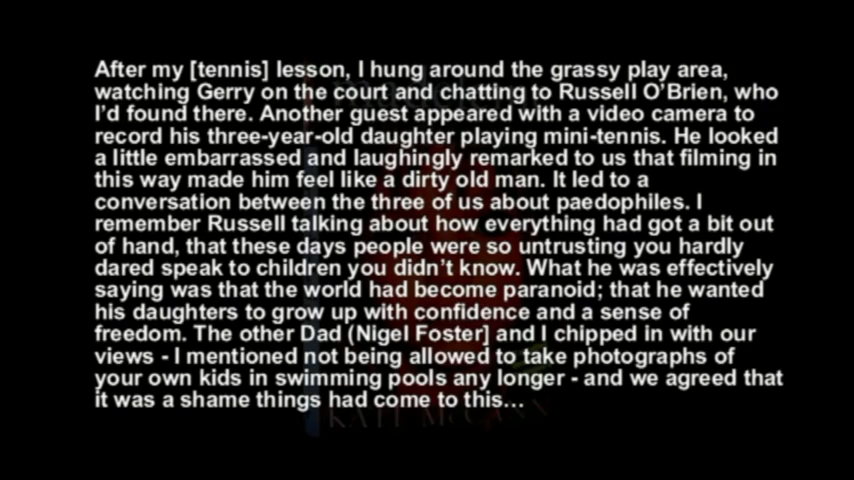 After my [tennis] lesson, I hung around the grassy play area,
watching Gerry on the court and chatting to Russell O'Brien, who
I'd found there. Another guest appeared with a video camera to
record his three-year-old daughter playing mini-tennis. He looked
a little embarrassed and laughingly remarked to us that filming in
this way made him feel like a dirty old man. It led to a
conversation between the three of us about paedophiles. I
remember Russell talking about how everything had got a bit out
of hand, that these days people were so untrusting you hardly
dared speak to children you didn't know. What he was effectively
saying was that the world had become paranoid; that he wanted
his daughters to grow up with confidence and a sense of
freedom. The other Dad (Nigel Foster] and I chipped in with our
views - I mentioned not being allowed to take photographs of
your own kids in swimming pools any longer - and we agreed that
it was a shame things had come to this...
KATE McCANN